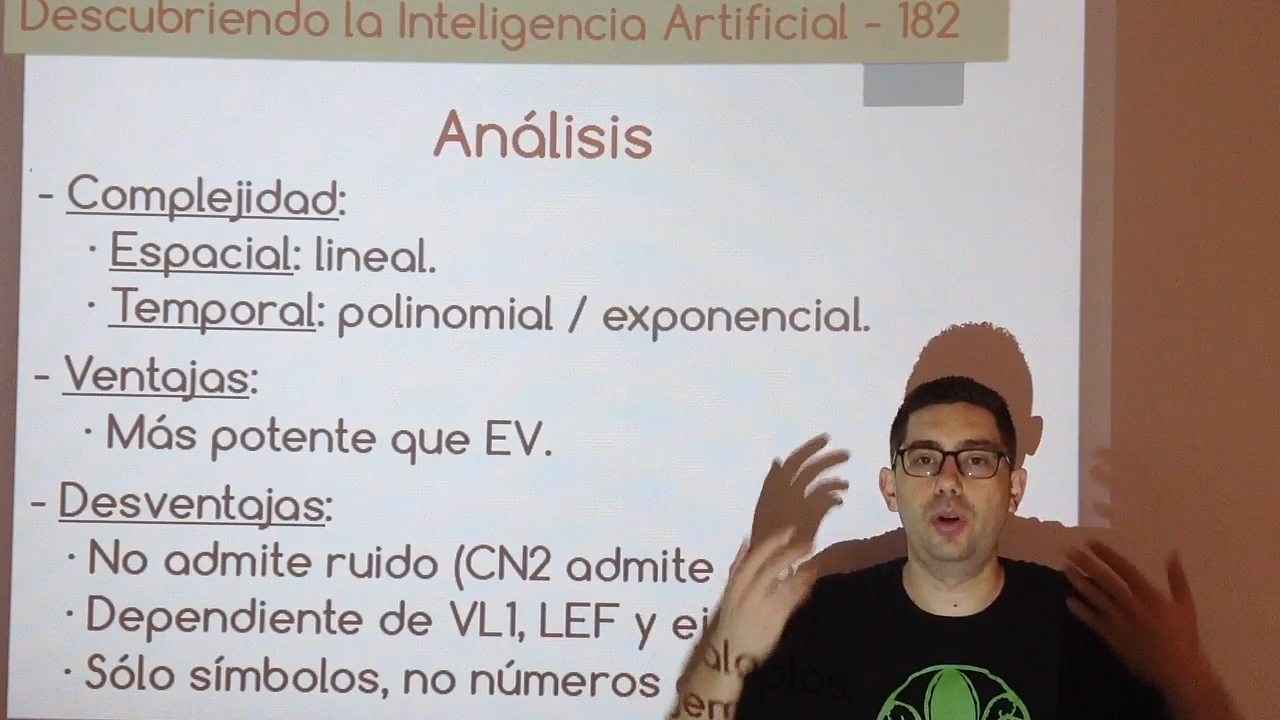 Descubriendo la Inteligencia Artificial - 182
Análisis
- Complejidad:
· Espacial: lineal.
· Temporal: polinomial / exponencial.
- Ventajas:
· Más potente que EV.
- Desventajas:
· No admite ruido (CN2 admite
· Dependiente de VL1, LEF y
· Sólo símbolos, no números